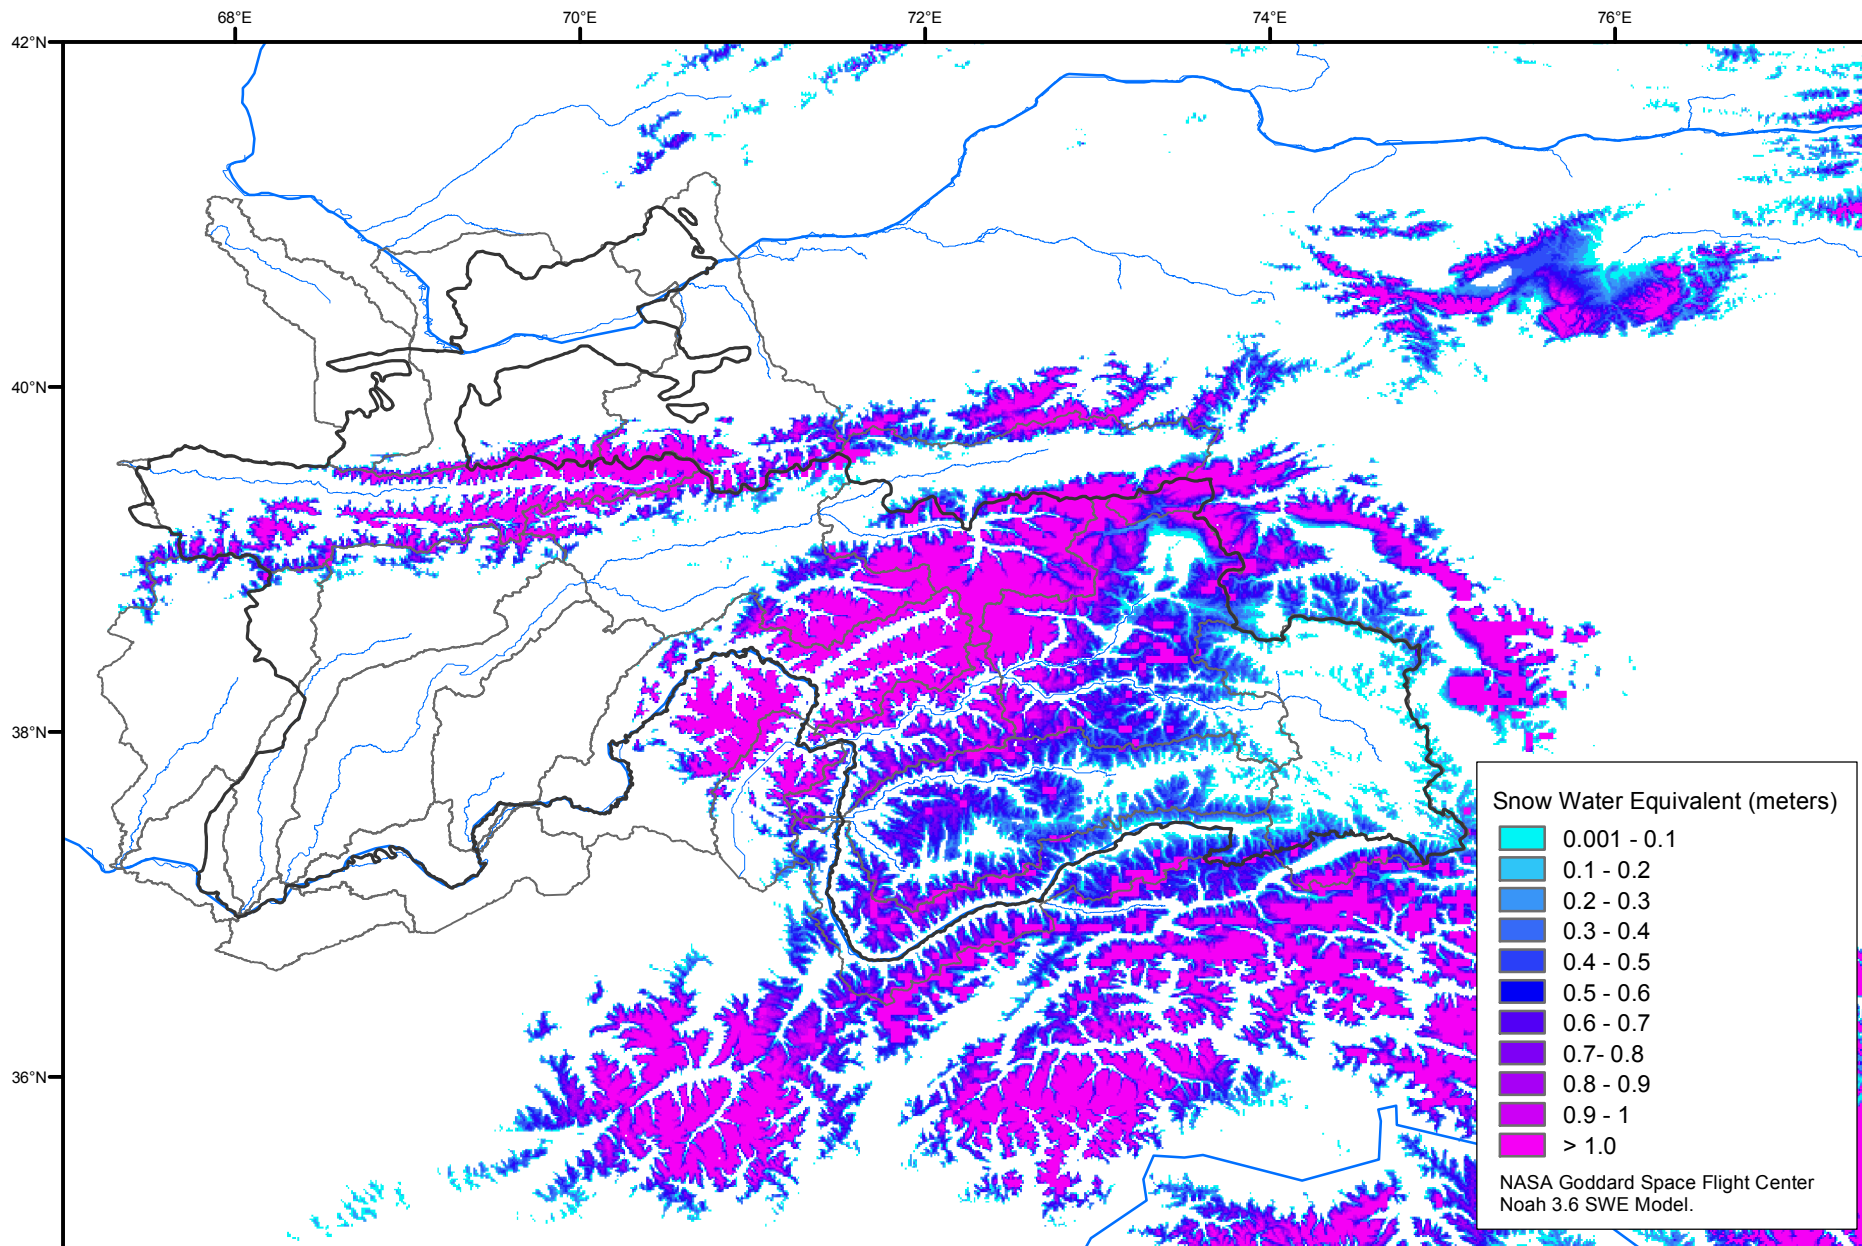 68°E 70°E 72°E 74°E 76°E
42°N
40°N
38°N
36°N
Snow Water Equivalent (meters)
0.001 - 0.1
0.1 - 0.2
0.2 - 0.3
0.3 - 0.4
0.4 - 0.5
0.5 - 0.6
0.6 - 0.7
0.7- 0.8
0.8 - 0.9
0.9 - 1
> 1.0
NASA Goddard Space Flight Center
Noah 3.6 SWE Model.